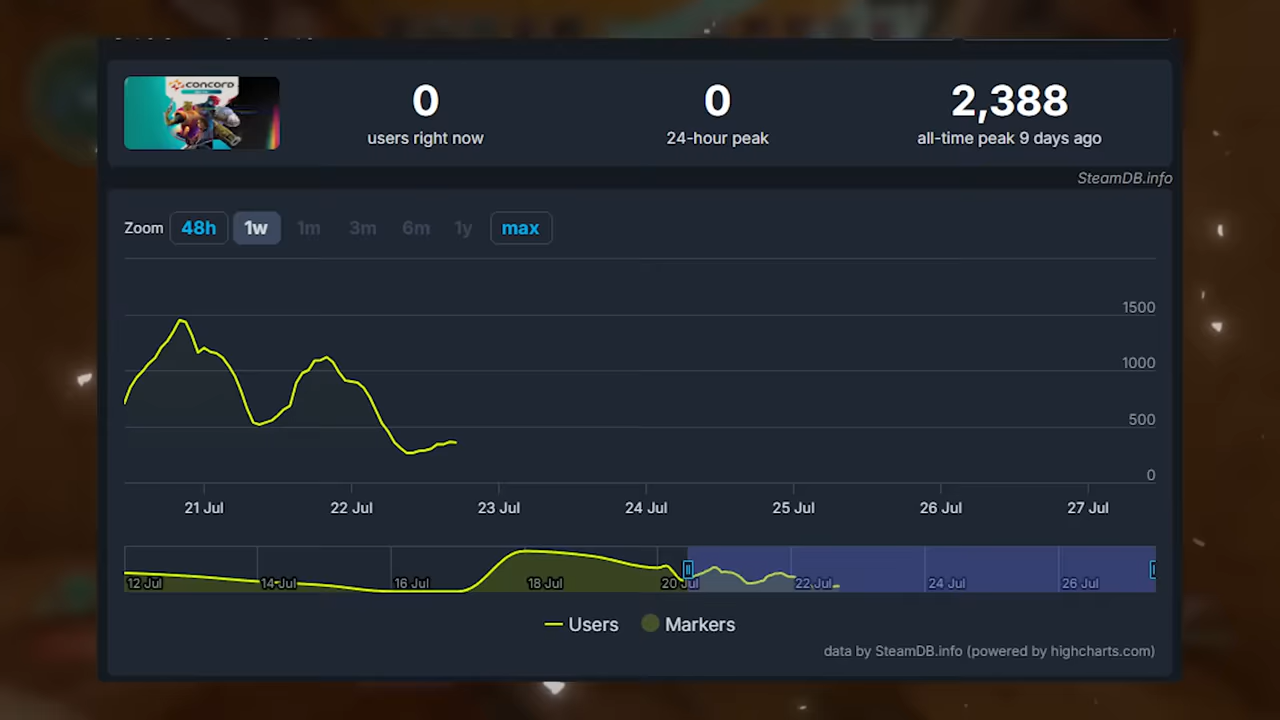 CONCORD
0
users right now
0
24-hour peak
2,388
all-time peak 9 days ago
SteamDB.info
Zoom 48h 1w 1m 3m 6m 1y max
1500
1000
500
0
21 Jul 22 Jul 23 Jul 24 Jul 25 Jul 26 Jul 27 Jul
12 Jul 14 Jul 16 Jul 18 Jul 20 Jul 22 Jul 24 Jul 26 Jul
Users Markers
data by SteamDB.info (powered by highcharts.com)